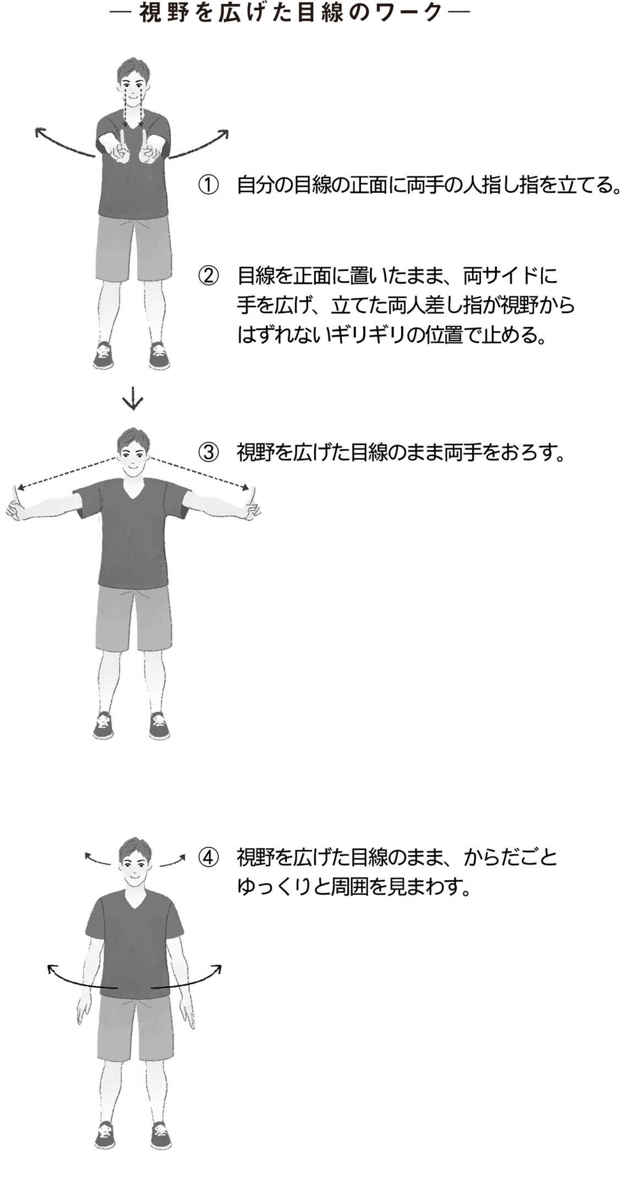 ― 視野を広げた目線のワーク ―
① 自分の目線の正面に両手の人指し指を立てる。
② 目線を正面に置いたまま、両サイドに
手を広げ、立てた両人差し指が視野から
はずれないギリギリの位置で止める。
③ 視野を広げた目線のまま両手をおろす。
④ 視野を広げた目線のまま、からだごと
ゆっくりと周囲を見まわす。